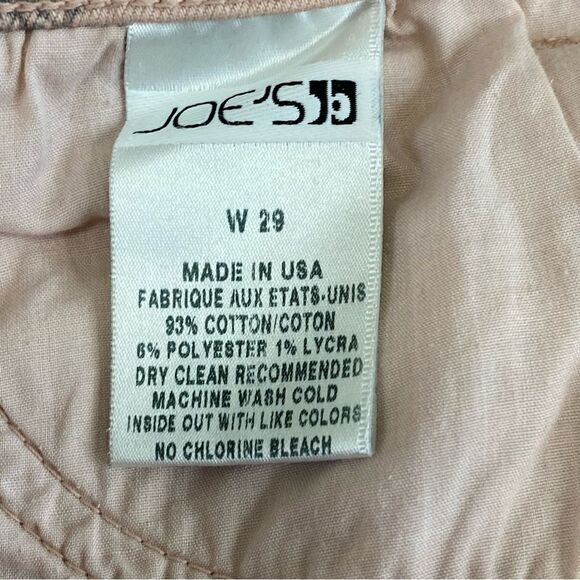 JOE'S
W 29
MADE IN USA
FABRIQUE AUX ETATS-UNIS
93% COTTON/COTON
6% POLYESTER 1% LYCRA
DRY CLEAN RECOMMENDED
MACHINE WASH COLD
INSIDE OUT WITH LIKE COLORS
NO CHLORINE BLEACH